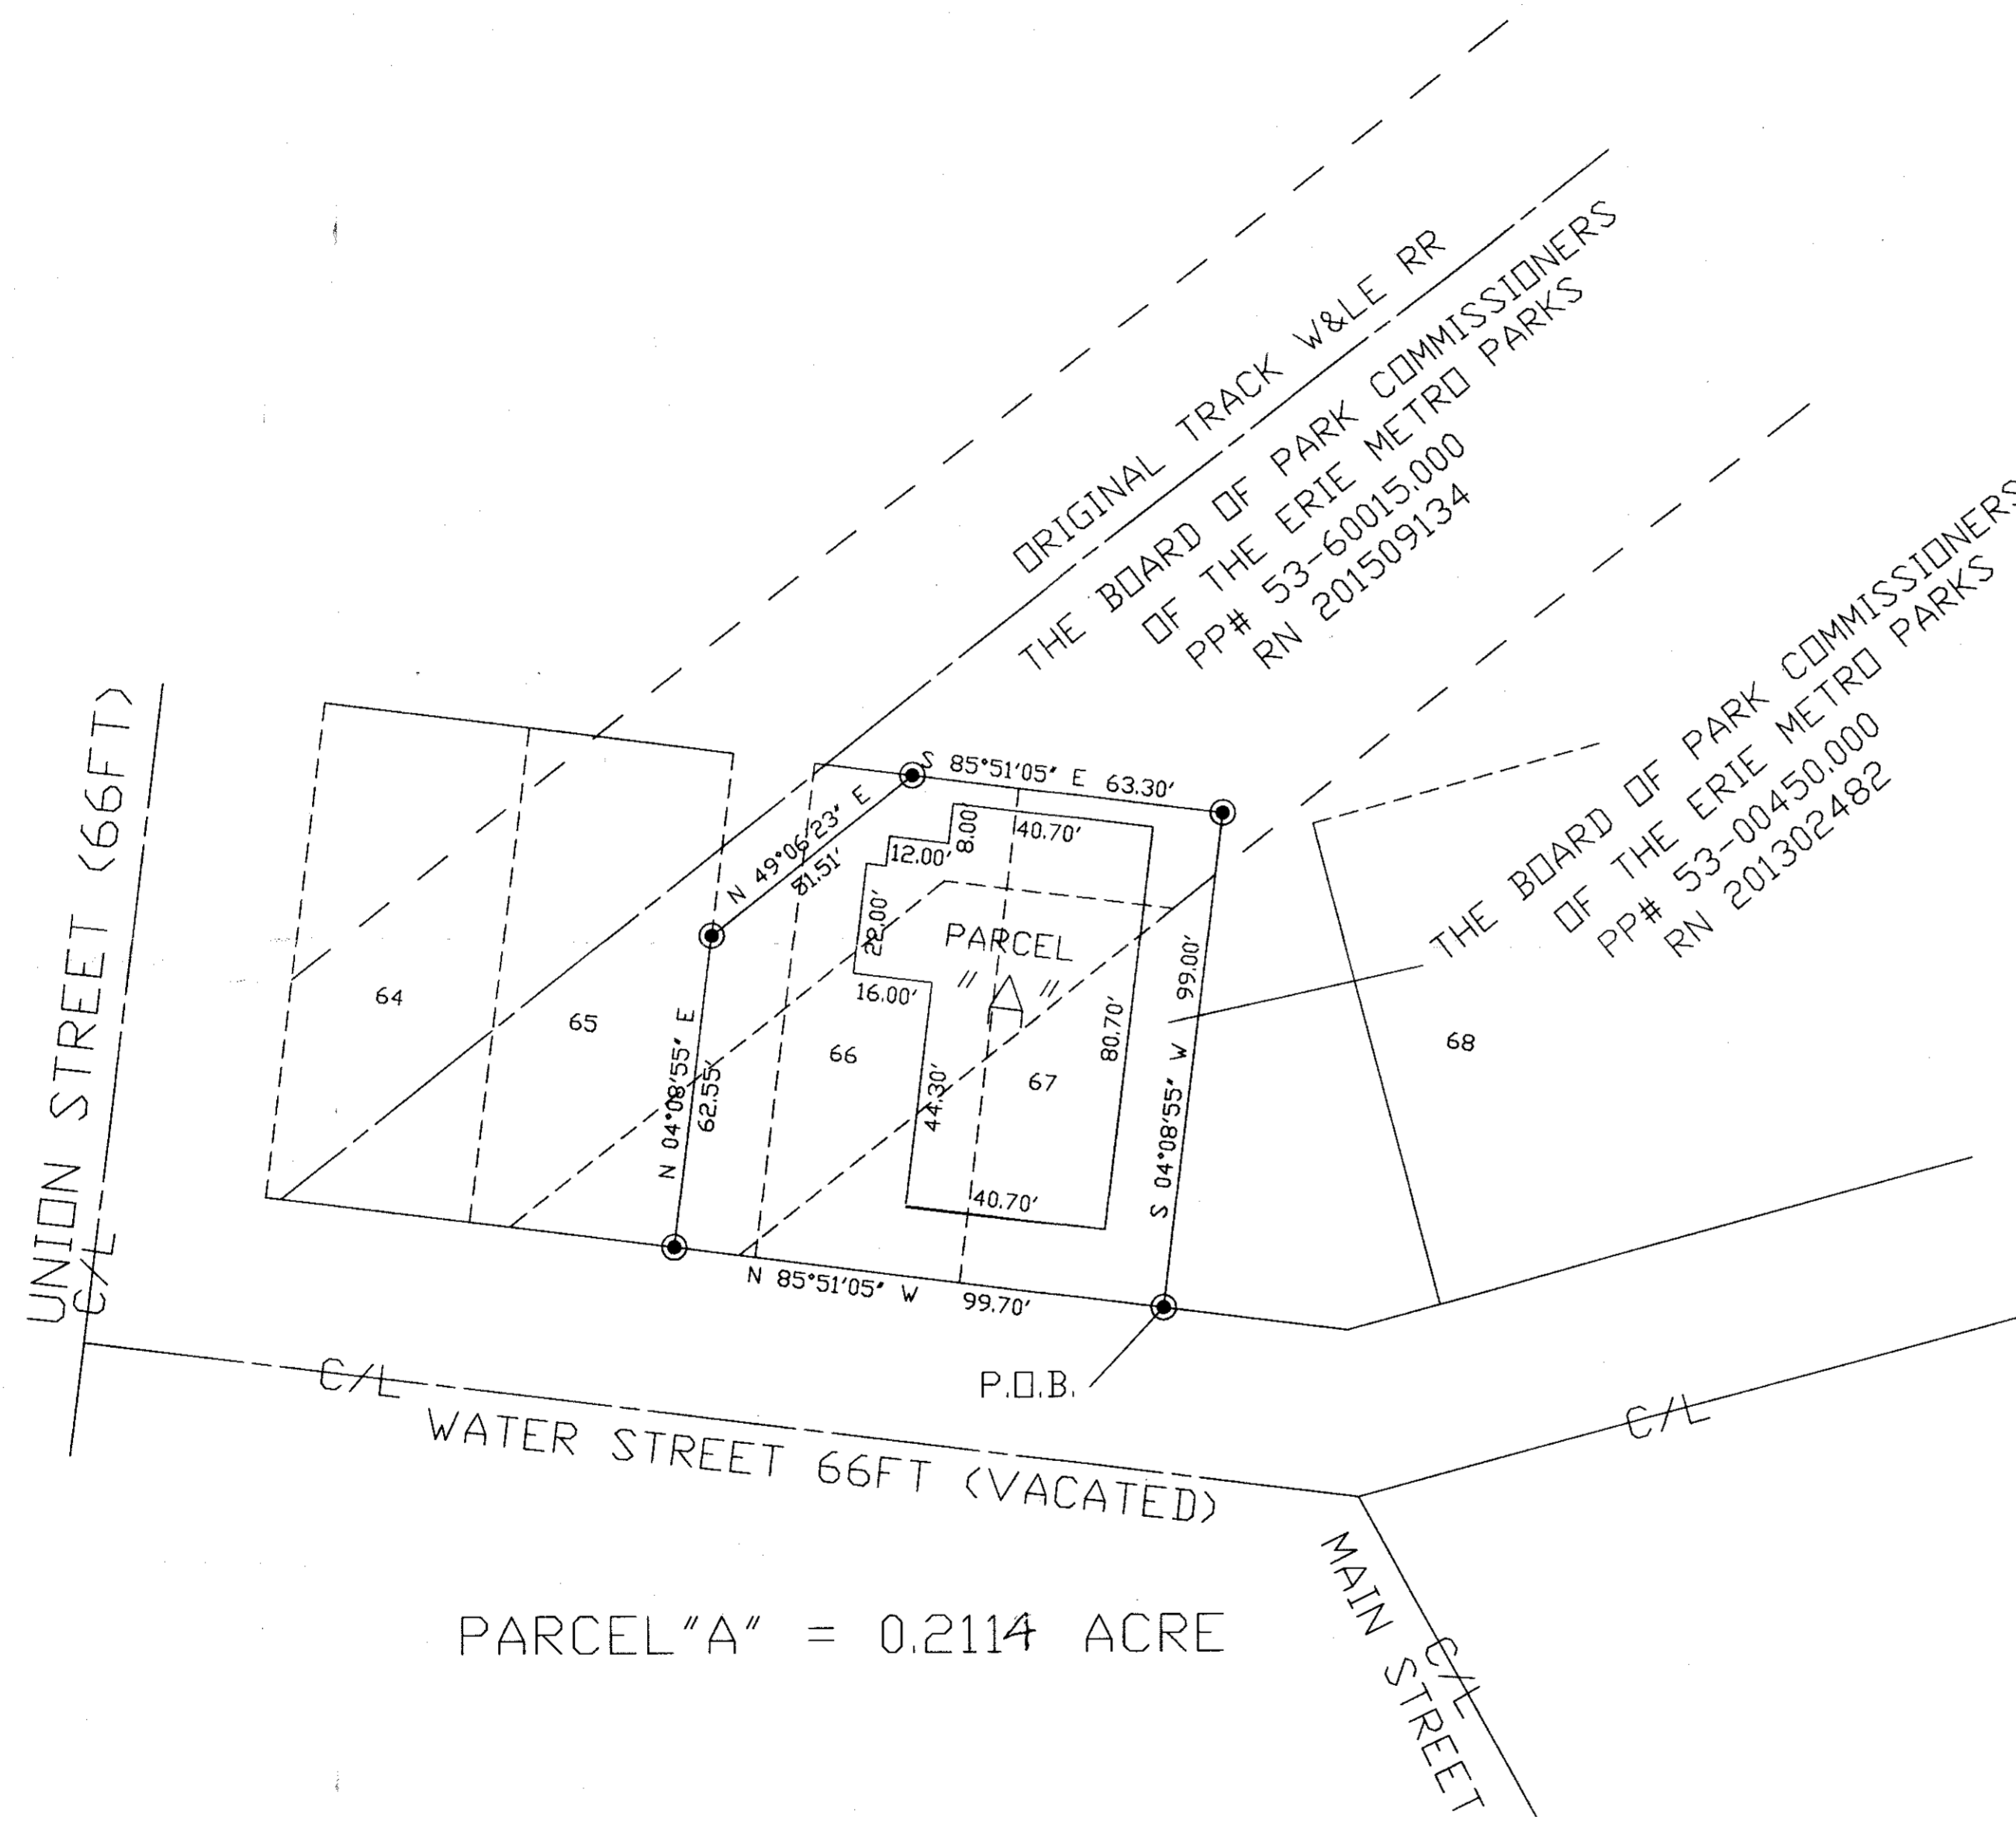 ORIGINAL TRACK W&LE RR
THE BOARD OF PARK COMMISSIONERS
OF THE ERIE METRO PARKS
PP# 53-60015.000
RN 201509134
THE BOARD OF PARK COMMISSIONERS
OF THE ERIE METRO PARKS
PP# 53-00450.000
RN 201302482
UNION STREET (66FT)
C/L
S 85°51'05" E 63.30'
N 49°06'23" E
51.51'
N 04°08'55" E
62.55'
S 04°08'55" W 99.00'
N 85°51'05" W 99.70'
40.70'
8.00
12.00'
22.00'
16.00'
44.30'
80.70'
40.70'
PARCEL
"A"
64
65
66
67
68
P.O.B.
C/L
WATER STREET 66FT (VACATED)
C/L
MAIN STREET
C/L
PARCEL"A" = 0.2114 ACRE